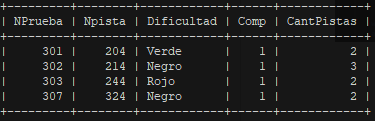 +---------+--------+------------+------+------------+
| NPrueba | Npista | Dificultad | Comp | CantPistas |
+---------+--------+------------+------+------------+
|     301 |    204 | Verde      |    1 |          2 |
|     302 |    214 | Negro      |    1 |          3 |
|     303 |    244 | Rojo       |    1 |          2 |
|     307 |    324 | Negro      |    1 |          2 |
+---------+--------+------------+------+------------+